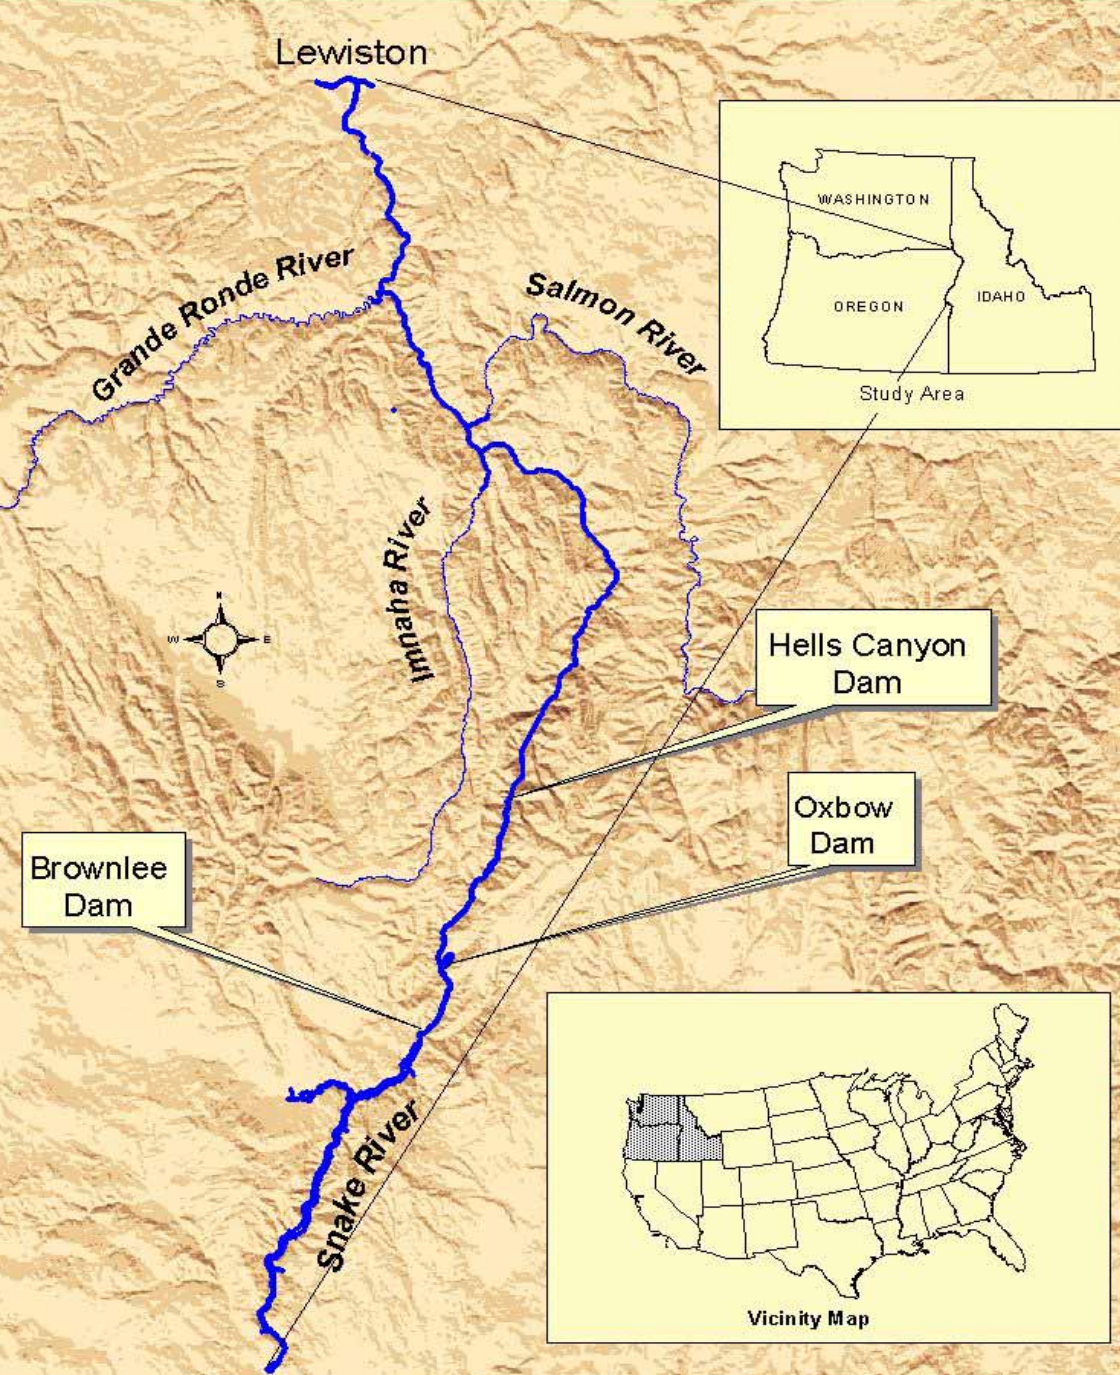 Lewiston
WASHINGTON
OREGON
IDAHO
Study Area
Grande Ronde River
Salmon River
Imnaha River
N
W
E
S
Hells Canyon
Dam
Oxbow
Dam
Brownlee
Dam
Snake River
Vicinity Map